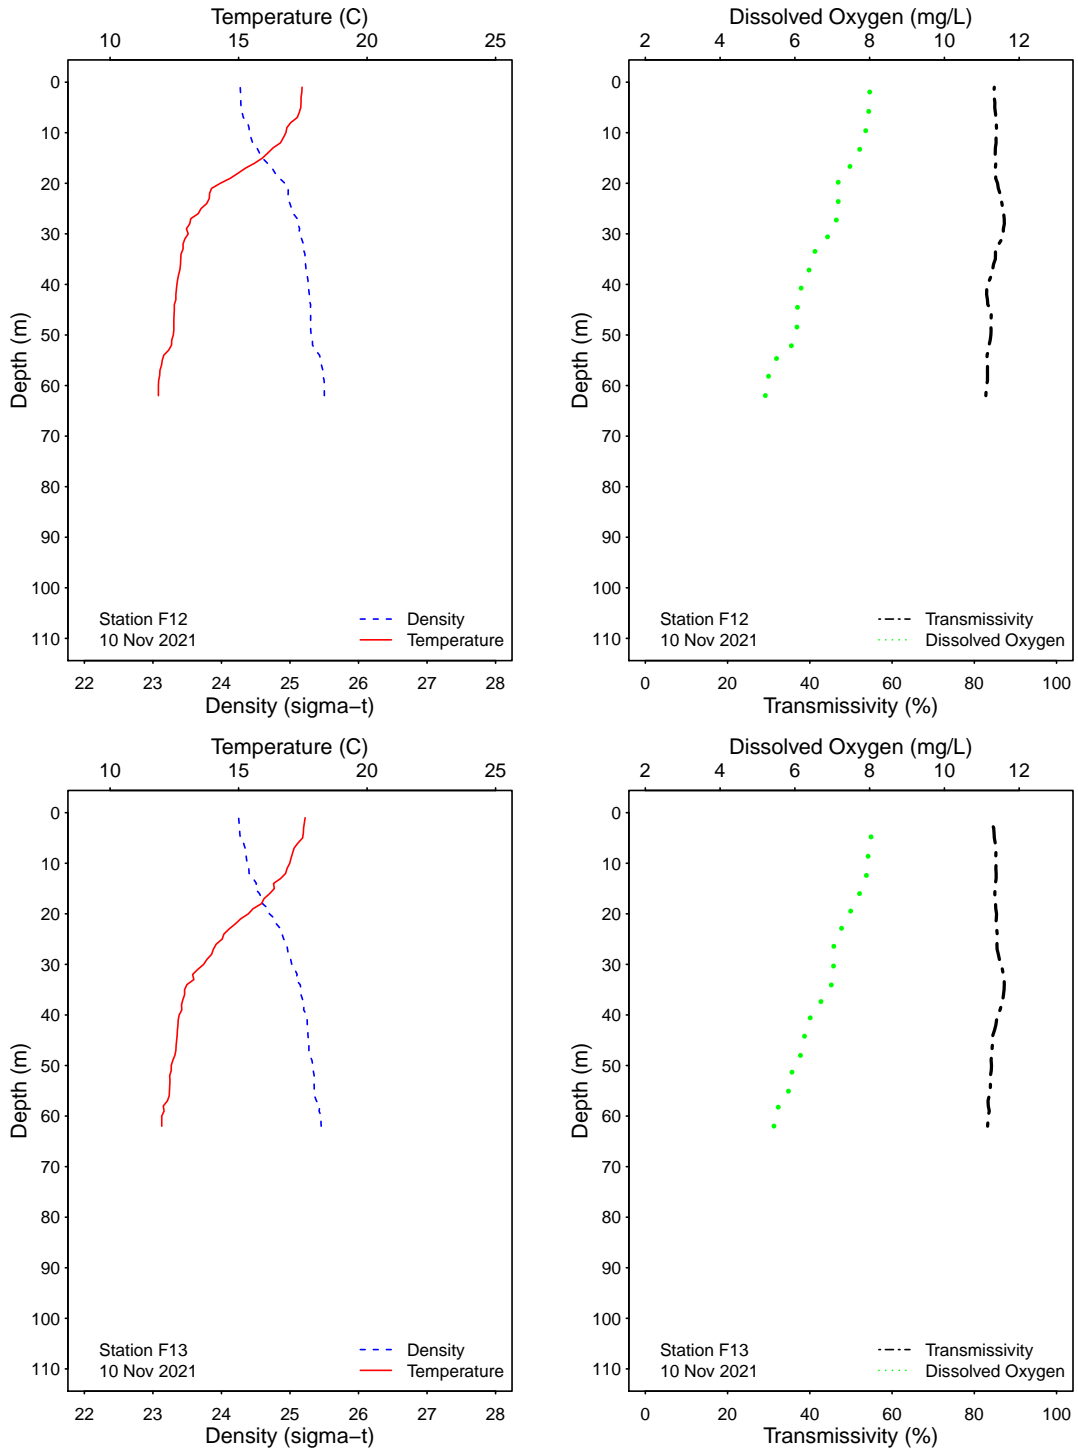 Temperature (C)
10 15 20 25
0
10
20
30
40
50
60
70
80
90
100
110
Depth (m)
Station F12
10 Nov 2021
Density
Temperature
22 23 24 25 26 27 28
Density (sigma−t)
Dissolved Oxygen (mg/L)
2 4 6 8 10 12
0
10
20
30
40
50
60
70
80
90
100
110
Depth (m)
Station F12
10 Nov 2021
Transmissivity
Dissolved Oxygen
0 20 40 60 80 100
Transmissivity (%)
Temperature (C)
10 15 20 25
0
10
20
30
40
50
60
70
80
90
100
110
Depth (m)
Station F13
10 Nov 2021
Density
Temperature
22 23 24 25 26 27 28
Density (sigma−t)
Dissolved Oxygen (mg/L)
2 4 6 8 10 12
0
10
20
30
40
50
60
70
80
90
100
110
Depth (m)
Station F13
10 Nov 2021
Transmissivity
Dissolved Oxygen
0 20 40 60 80 100
Transmissivity (%)